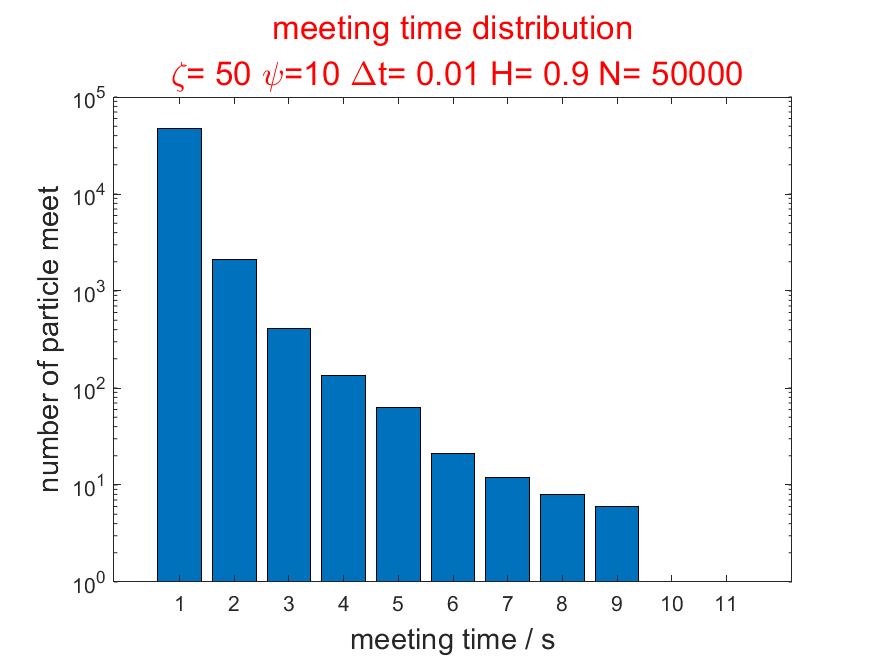 meeting time distribution
ζ= 50 ψ=10 Δt= 0.01 H= 0.9 N= 50000
number of particle meet
10^5
10^4
10^3
10^2
10^1
10^0
1 2 3 4 5 6 7 8 9 10 11
meeting time / s